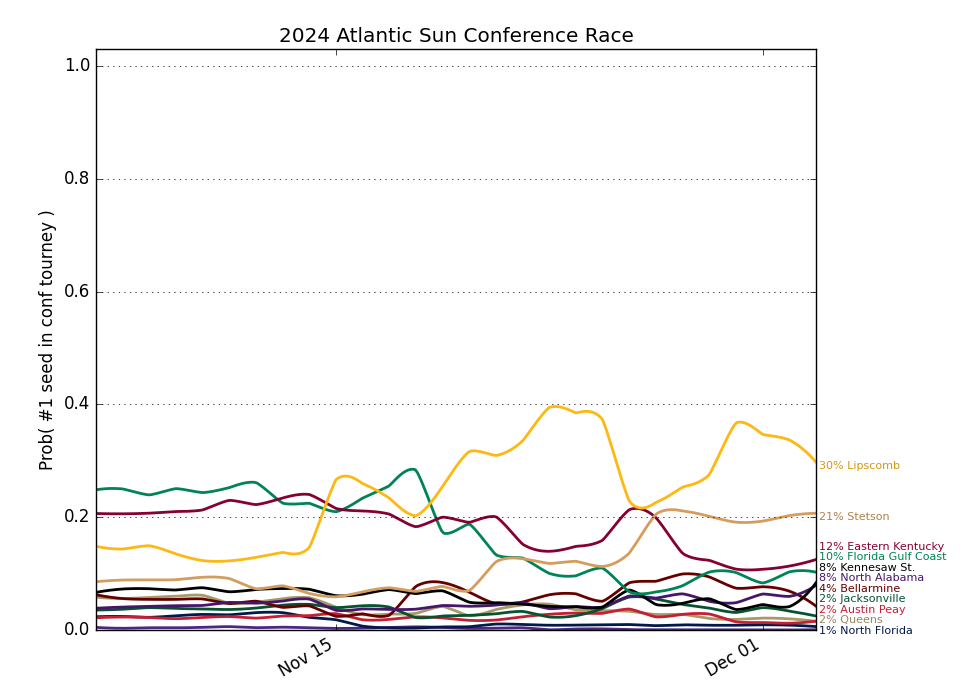 2024 Atlantic Sun Conference Race
Prob( #1 seed in conf tourney )
1.0
0.8
0.6
0.4
0.2
0.0
Nov 15
Dec 01
30% Lipscomb
21% Stetson
12% Eastern Kentucky
10% Florida Gulf Coast
8% Kennesaw St.
8% North Alabama
4% Bellarmine
2% Jacksonville
2% Austin Peay
2% Queens
1% North Florida